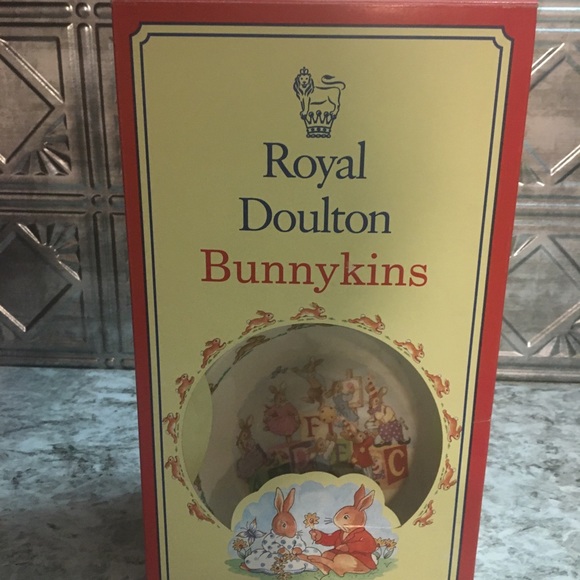 Royal
Doulton
Bunnykins
F
E C